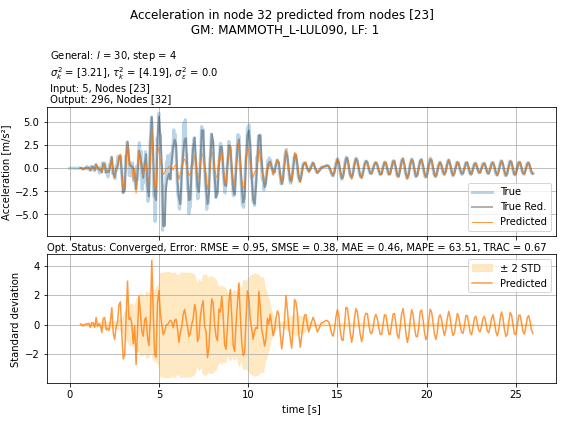 Acceleration in node 32 predicted from nodes [23]
GM: MAMMOTH_L-LUL090, LF: 1
General: l = 30, step = 4
σ²ₖ = [3.21], τ²ₖ = [4.19], σ²ε = 0.0
Input: 5, Nodes [23]
Output: 296, Nodes [32]
Acceleration [m/s²]
5.0
2.5
0.0
−2.5
−5.0
True
True Red.
Predicted
Opt. Status: Converged, Error: RMSE = 0.95, SMSE = 0.38, MAE = 0.46, MAPE = 63.51, TRAC = 0.67
Standard deviation
4
2
0
−2
± 2 STD
Predicted
0 5 10 15 20 25
time [s]